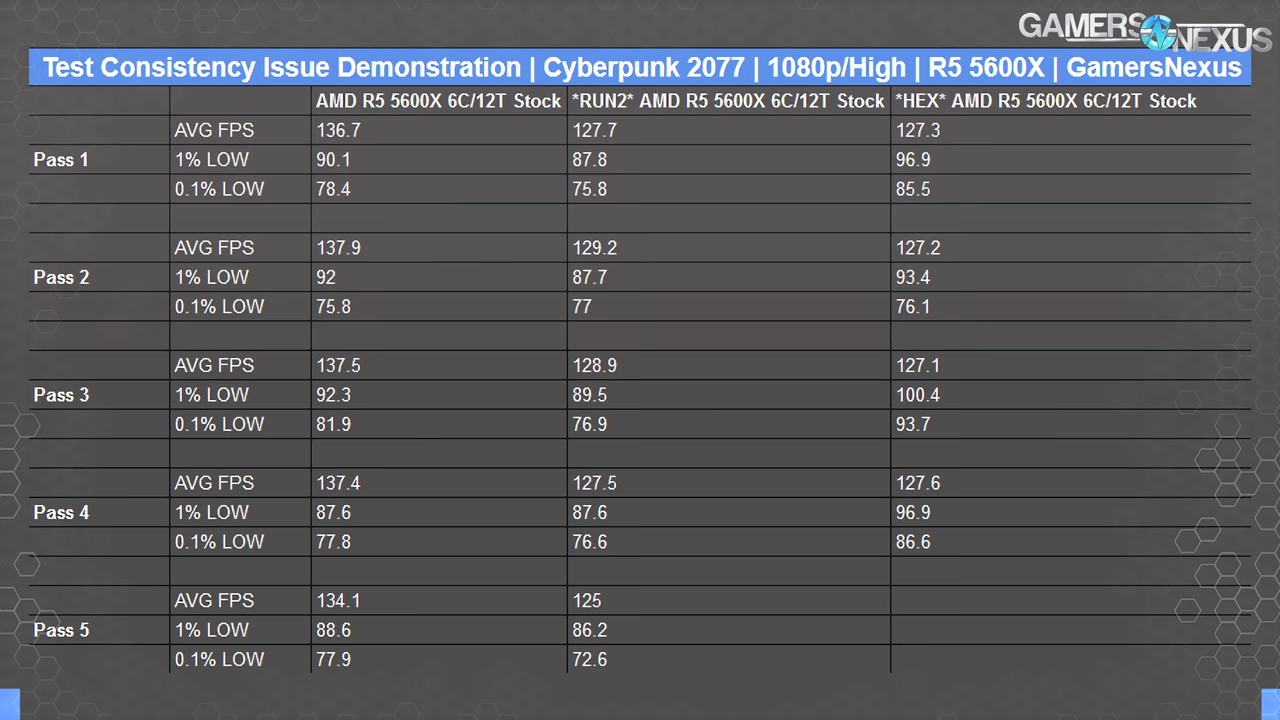 GAMERS NEXUS
Test Consistency Issue Demonstration | Cyberpunk 2077 | 1080p/High | R5 5600X | GamersNexus
AMD R5 5600X 6C/12T Stock *RUN2* AMD R5 5600X 6C/12T Stock *HEX* AMD R5 5600X 6C/12T Stock
AVG FPS 136.7 127.7 127.3
Pass 1 1% LOW 90.1 87.8 96.9
0.1% LOW 78.4 75.8 85.5
AVG FPS 137.9 129.2 127.2
Pass 2 1% LOW 92 87.7 93.4
0.1% LOW 75.8 77 76.1
AVG FPS 137.5 128.9 127.1
Pass 3 1% LOW 92.3 89.5 100.4
0.1% LOW 81.9 76.9 93.7
AVG FPS 137.4 127.5 127.6
Pass 4 1% LOW 87.6 87.6 96.9
0.1% LOW 77.8 76.6 86.6
AVG FPS 134.1 125
Pass 5 1% LOW 88.6 86.2
0.1% LOW 77.9 72.6